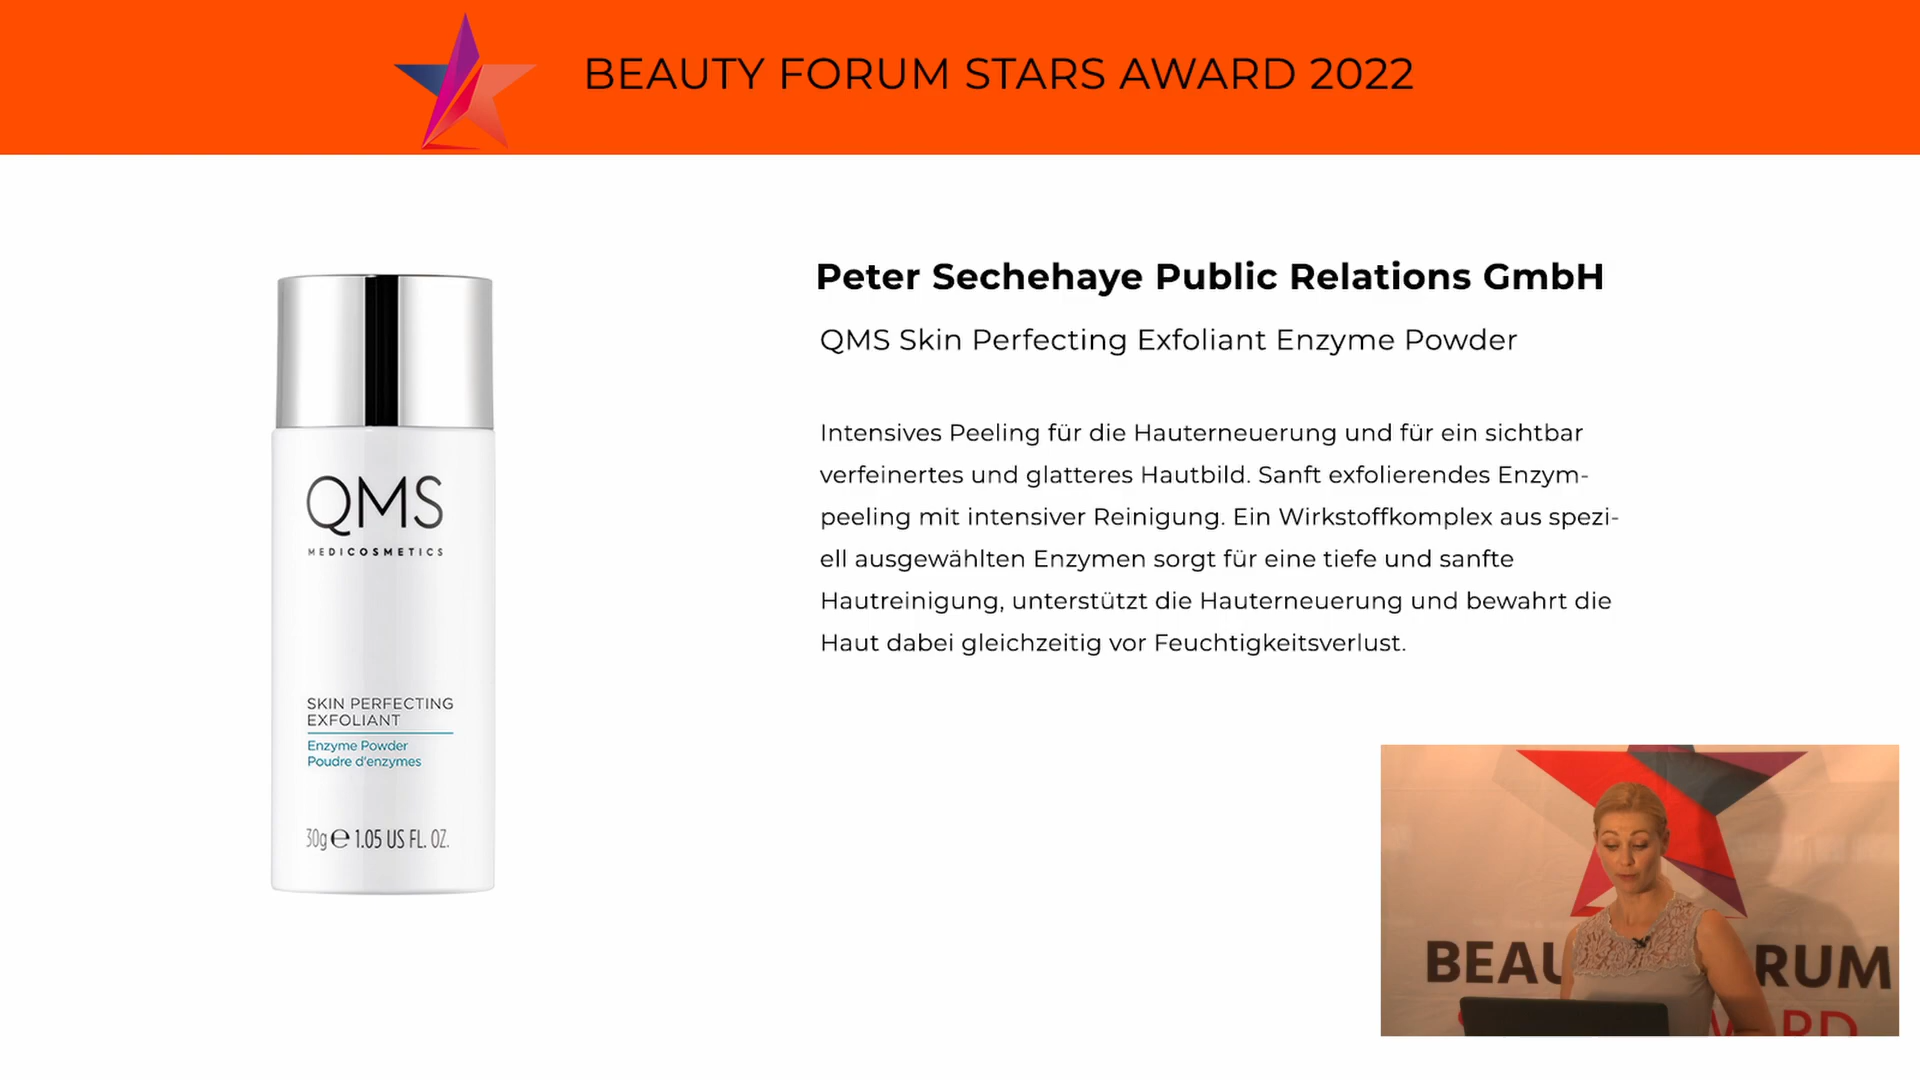 BEAUTY FORUM STARS AWARD 2022
Peter Sechehaye Public Relations GmbH
QMS Skin Perfecting Exfoliant Enzyme Powder
Intensives Peeling für die Hauterneuerung und für ein sichtbar
verfeinertes und glatteres Hautbild. Sanft exfolierendes Enzym-
peeling mit intensiver Reinigung. Ein Wirkstoffkomplex aus spezi-
ell ausgewählten Enzymen sorgt für eine tiefe und sanfte
Hautreinigung, unterstützt die Hauterneuerung und bewahrt die
Haut dabei gleichzeitig vor Feuchtigkeitsverlust.
QMS
MEDICOSMETICS
SKIN PERFECTING
EXFOLIANT
Enzyme Powder
Poudre d'enzymes
30g ℮ 1.05 US FL. OZ.